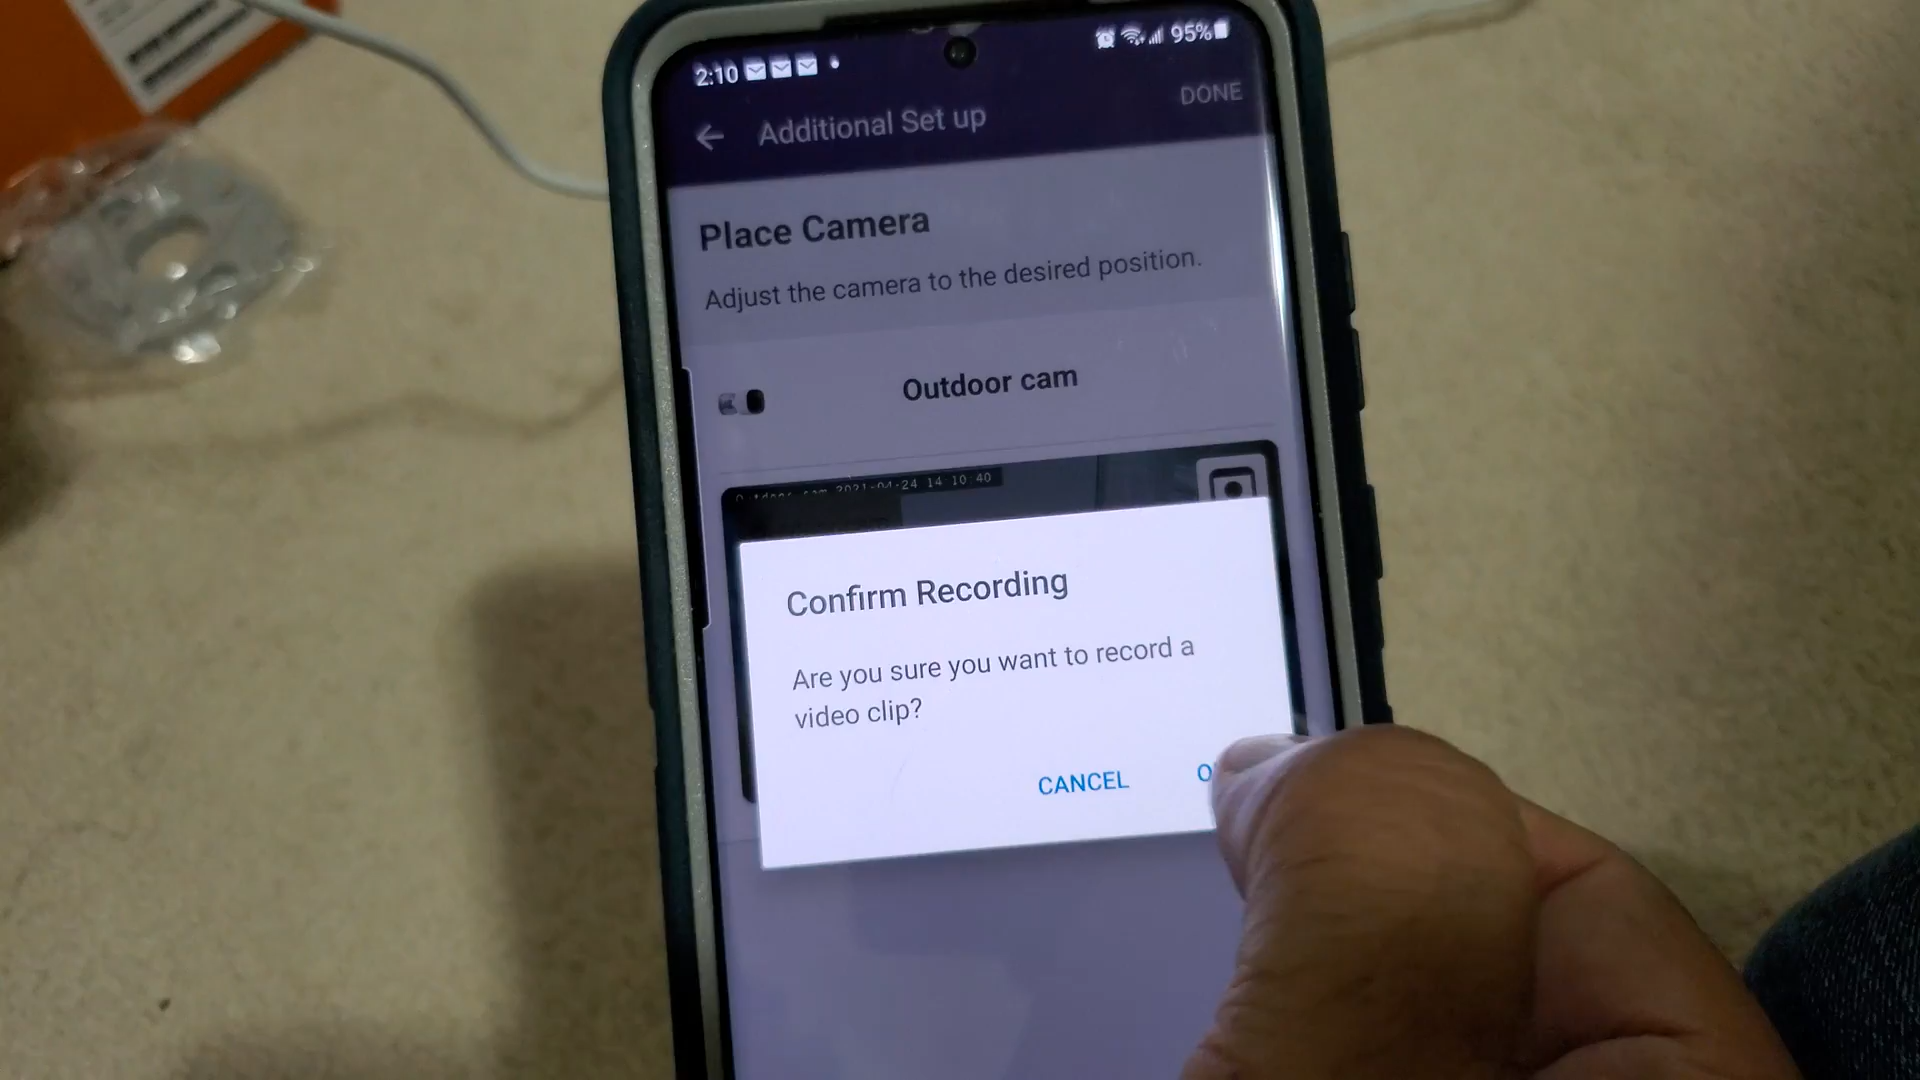 2:10 95%
DONE
Additional Set up
Place Camera
Adjust the camera to the desired position.
Outdoor cam
2021-04-24 14:10:40
Confirm Recording
Are you sure you want to record a
video clip?
CANCEL